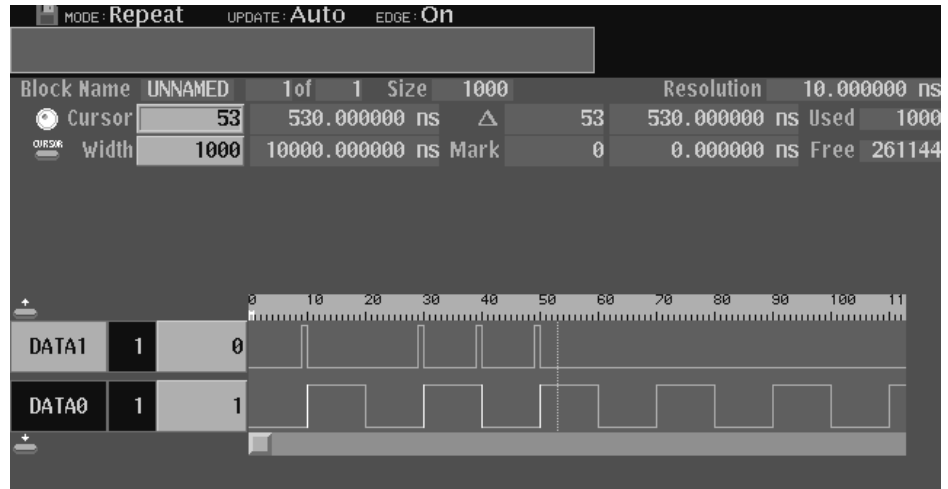 MODE:Repeat UPDATE:Auto EDGE:On
Block Name UNNAMED 1of 1 Size 1000 Resolution 10.000000 ns
Cursor 53 530.000000 ns Δ 53 530.000000 ns Used 1000
CURSOR Width 1000 10000.000000 ns Mark 0 0.000000 ns Free 261144
0 10 20 30 40 50 60 70 80 90 100 11
DATA1 1 0
DATA0 1 1